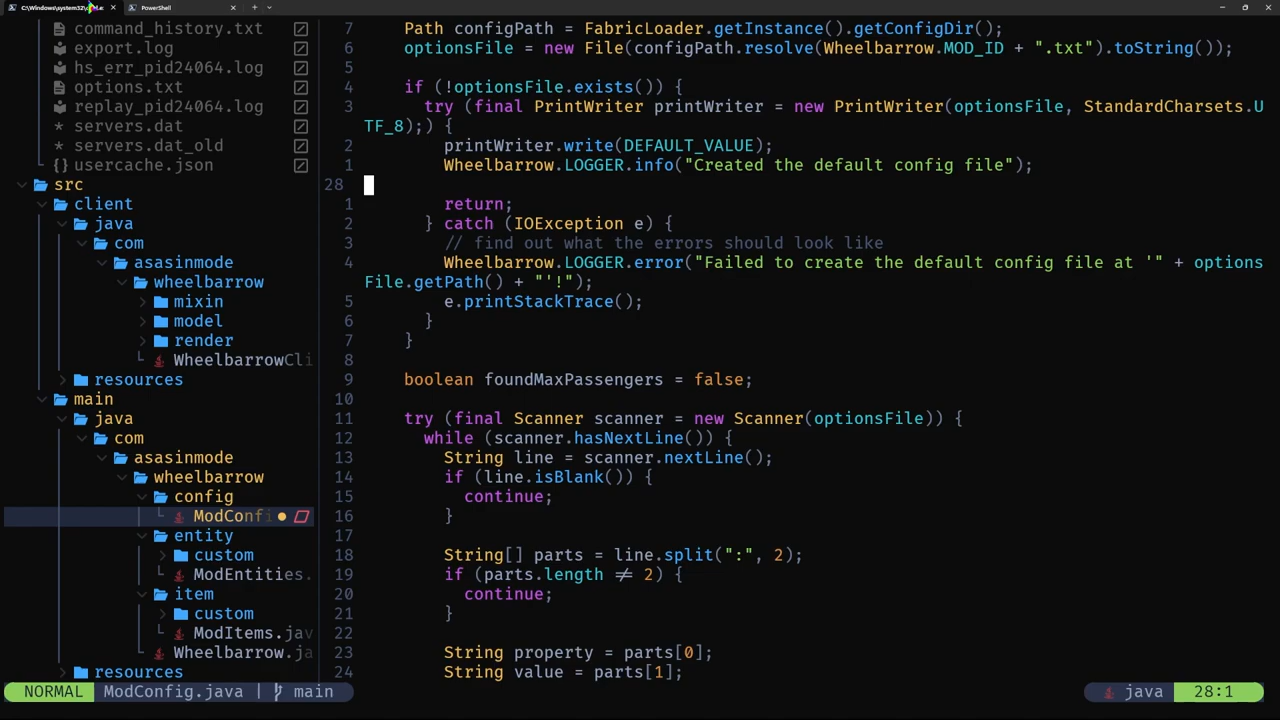 C:\Windows\system32\
PowerShell
command_history.txt
export.log
hs_err_pid24064.log
options.txt
replay_pid24064.log
servers.dat
servers.dat_old
usercache.json
src
client
java
com
asasinmode
wheelbarrow
mixin
model
render
WheelbarrowCli
resources
main
java
com
asasinmode
wheelbarrow
config
ModConfi
entity
custom
ModEntities.
item
custom
ModItems.jav
Wheelbarrow.ja
resources
7 Path configPath = FabricLoader.getInstance().getConfigDir();
6 optionsFile = new File(configPath.resolve(Wheelbarrow.MOD_ID + ".txt").toString());
5
4 if (!optionsFile.exists()) {
3 try (final PrintWriter printWriter = new PrintWriter(optionsFile, StandardCharsets.U
TF_8);) {
2 printWriter.write(DEFAULT_VALUE);
1 Wheelbarrow.LOGGER.info("Created the default config file");
28
1 return;
2 } catch (IOException e) {
3 // find out what the errors should look like
4 Wheelbarrow.LOGGER.error("Failed to create the default config file at '" + options
File.getPath() + "'!");
5 e.printStackTrace();
6 }
7 }
8
9 boolean foundMaxPassengers = false;
10
11 try (final Scanner scanner = new Scanner(optionsFile)) {
12 while (scanner.hasNextLine()) {
13 String line = scanner.nextLine();
14 if (line.isBlank()) {
15 continue;
16 }
17
18 String[] parts = line.split(":", 2);
19 if (parts.length ≠ 2) {
20 continue;
21 }
22
23 String property = parts[0];
24 String value = parts[1];
NORMAL ModConfig.java | main java 28:1